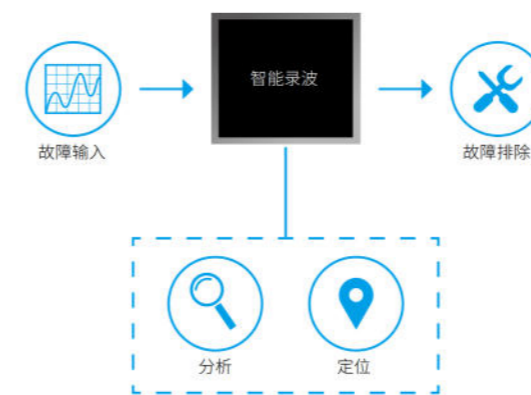 智能录波
故障输入
故障排除
分析
定位